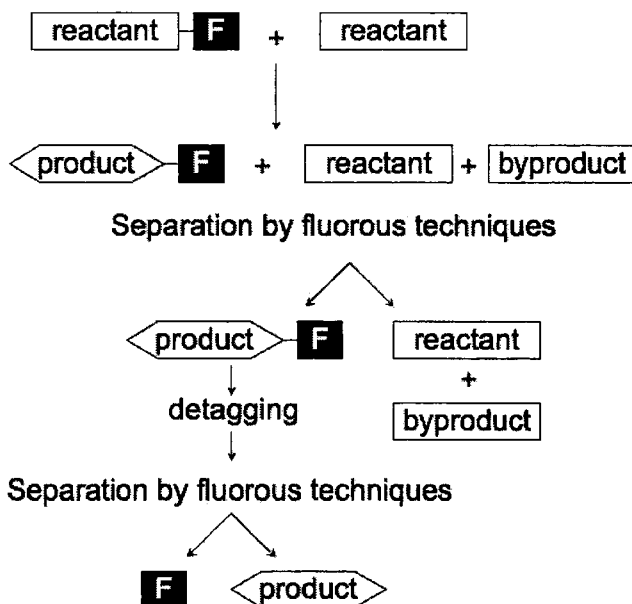 reactant F + reactant
product F + reactant + byproduct
Separation by fluorous techniques
product F reactant
+
detagging byproduct
Separation by fluorous techniques
F product